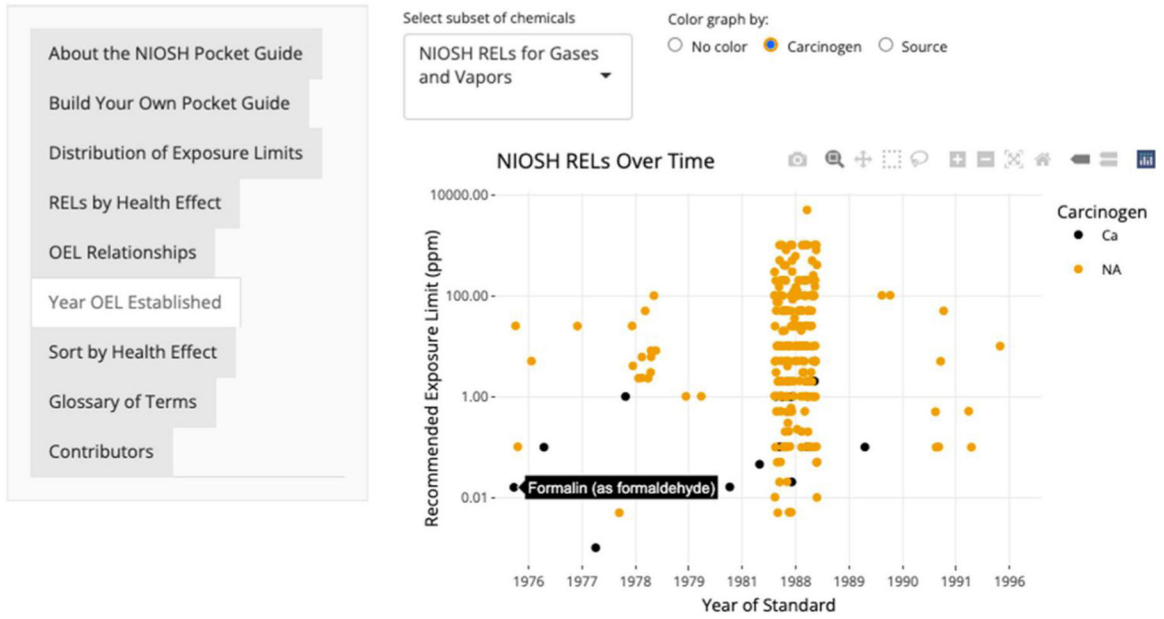 About the NIOSH Pocket Guide
Build Your Own Pocket Guide
Distribution of Exposure Limits
RELs by Health Effect
OEL Relationships
Year OEL Established
Sort by Health Effect
Glossary of Terms
Contributors
Select subset of chemicals
NIOSH RELs for Gases
and Vapors
Color graph by:
No color
Carcinogen
Source
NIOSH RELs Over Time
Recommended Exposure Limit (ppm)
10000.00
100.00
1.00
0.01
Formalin (as formaldehyde)
Carcinogen
Ca
NA
1976 1977 1978 1979 1981 1988 1989 1990 1991 1996
Year of Standard